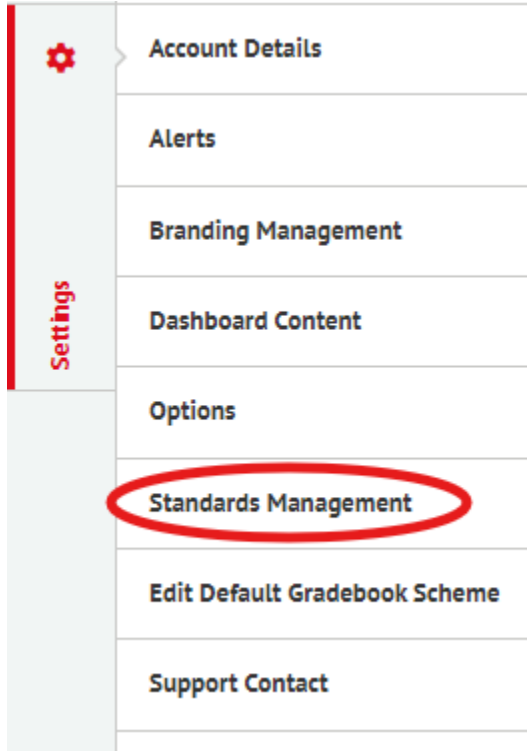 Settings
Account Details
Alerts
Branding Management
Dashboard Content
Options
Standards Management
Edit Default Gradebook Scheme
Support Contact